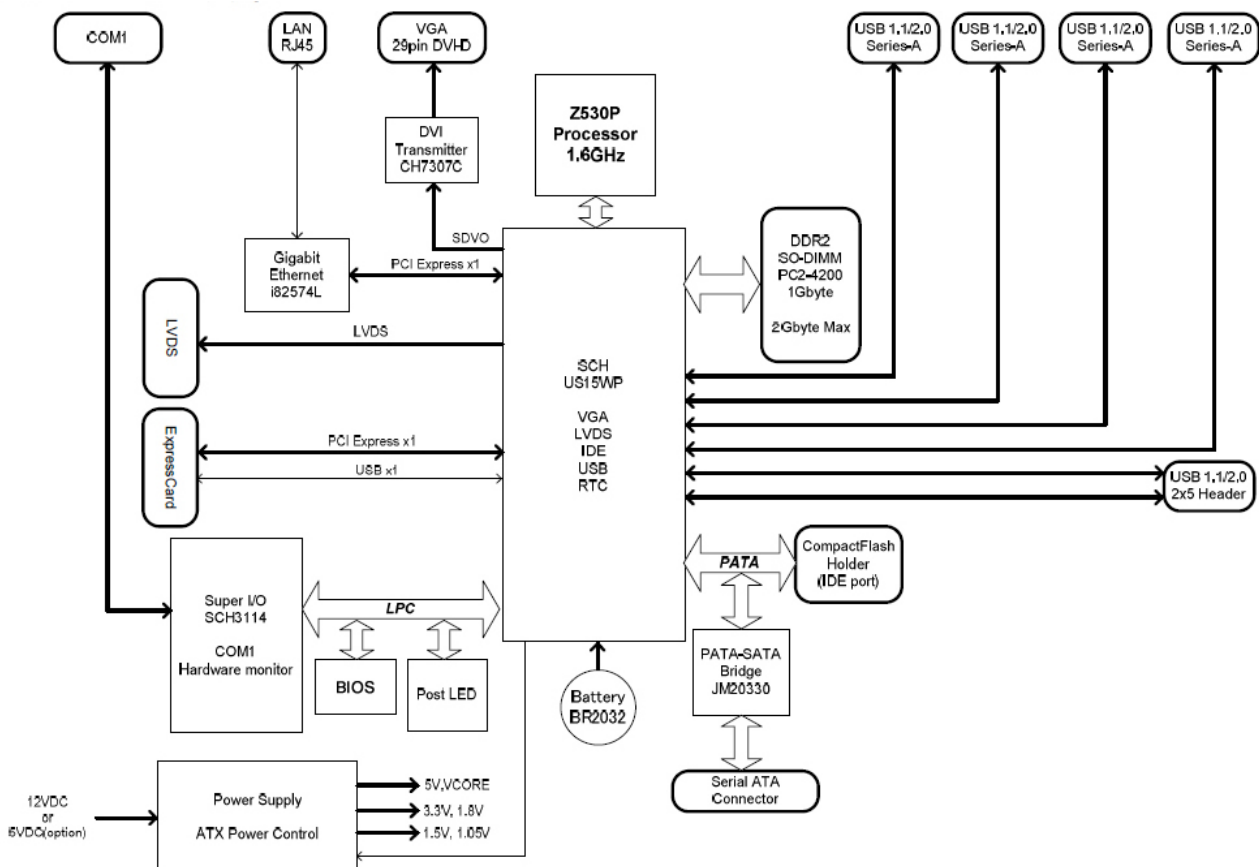 COM1
LAN
RJ45
VGA
29pin DVI-D
USB 1.1/2.0
Series-A
USB 1.1/2.0
Series-A
USB 1.1/2.0
Series-A
USB 1.1/2.0
Series-A
Z530P
Processor
1.6GHz
DVI
Transmitter
CH7307C
SDVO
Gigabit
Ethernet
i82574L
PCI Express x1
DDR2
SO-DIMM
PC2-4200
1Gbyte
2Gbyte Max
LVDS
LVDS
SCH
US15WP
VGA
LVDS
IDE
USB
RTC
ExpressCard
PCI Express x1
USB x1
USB 1.1/2.0
2x5 Header
PATA
CompactFlash
Holder
(IDE port)
Super I/O
SCH3114
COM1
Hardware monitor
LPC
BIOS
Post LED
Battery
BR2032
PATA-SATA
Bridge
JM20330
Serial ATA
Connector
12VDC
or
5VDC(option)
Power Supply
ATX Power Control
5V,VCORE
3.3V, 1.8V
1.5V, 1.05V